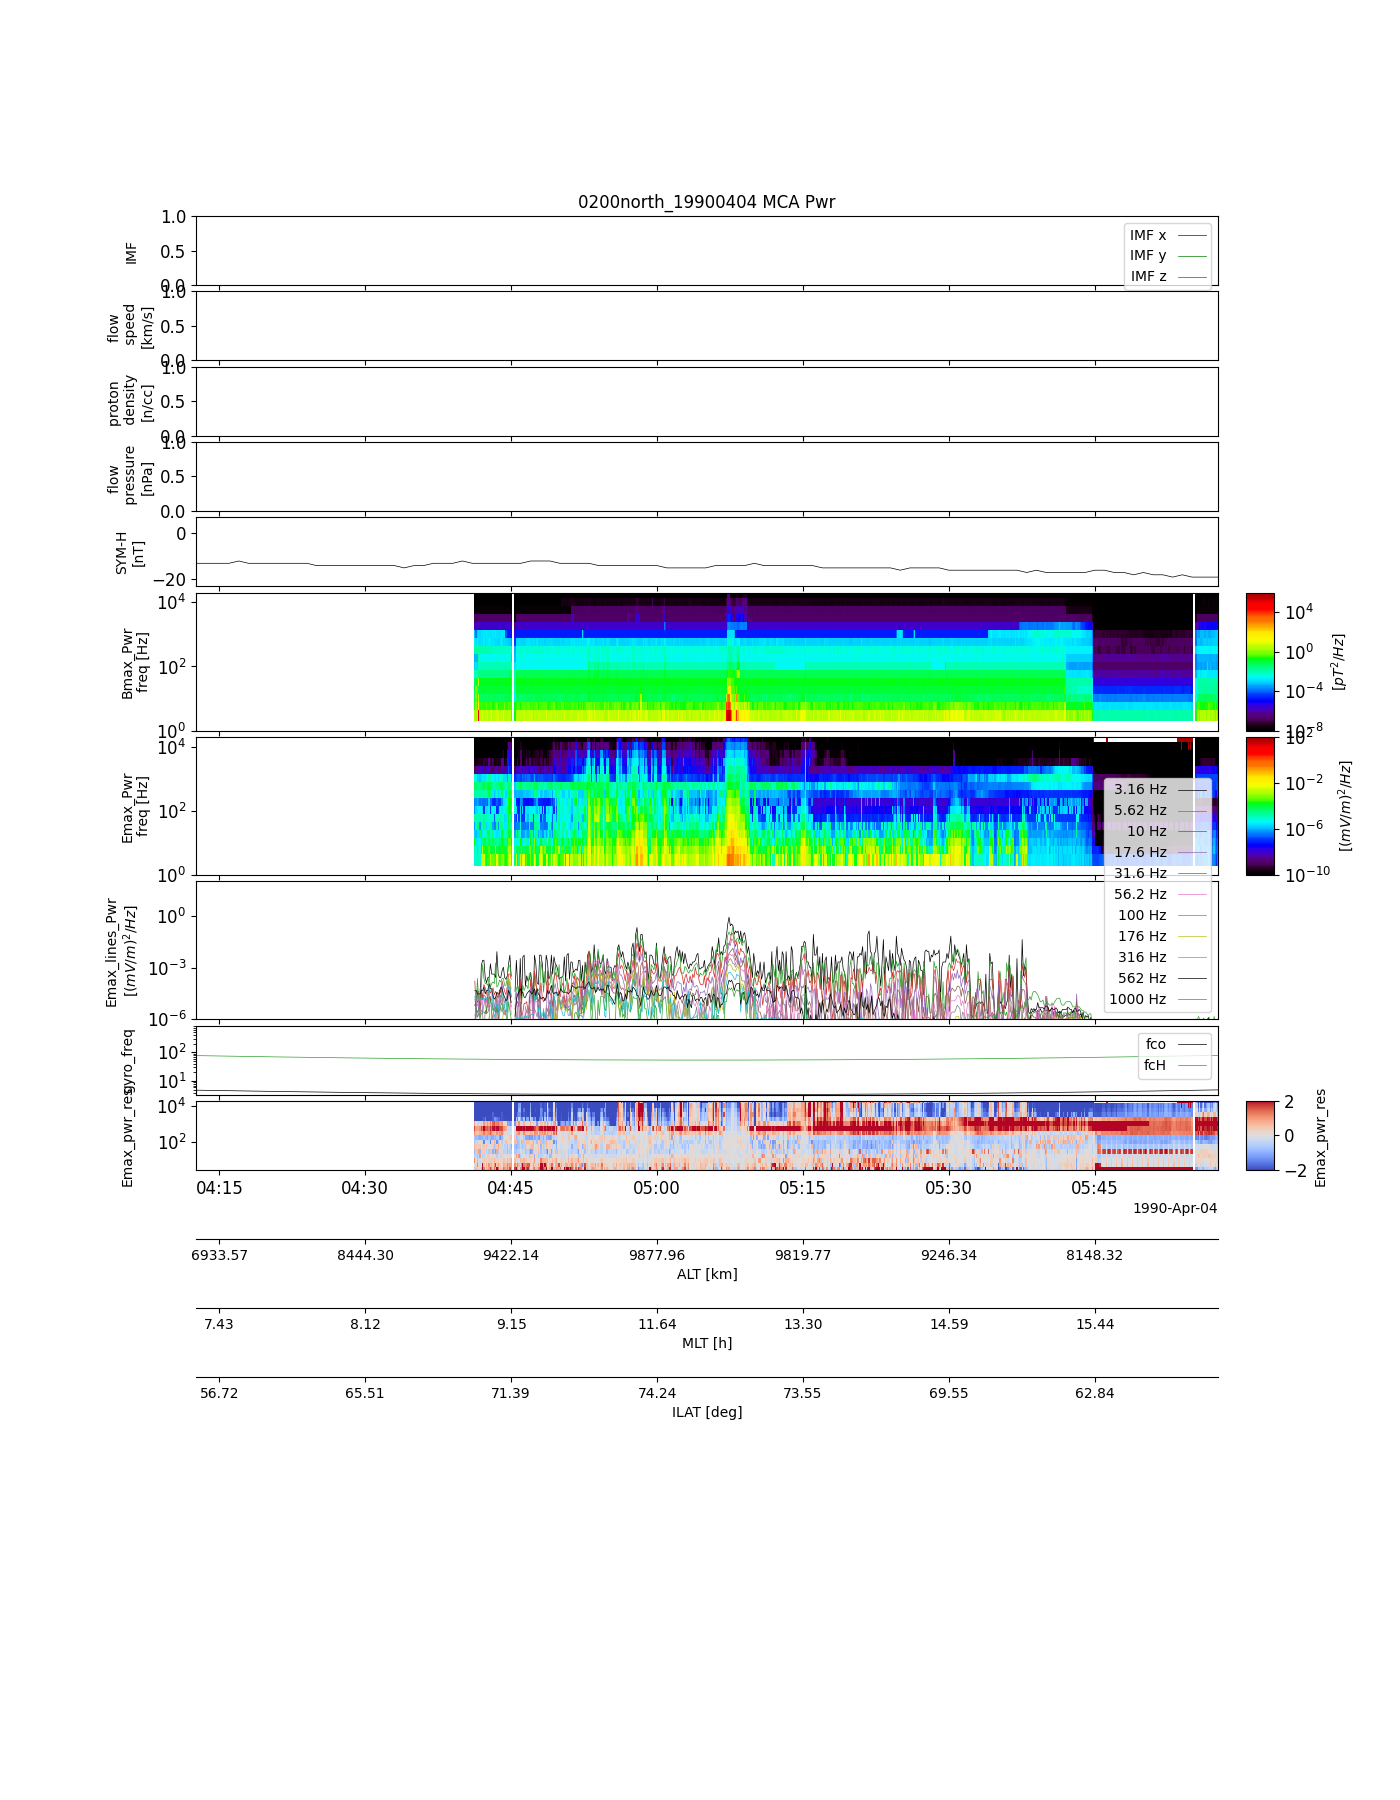 0200north_19900404 MCA Pwr
1.0
0.5
0.0
IMF
IMF x
IMF y
IMF z
1.0
0.5
0.0
flow
speed
[km/s]
1.0
0.5
0.0
proton
density
[n/cc]
1.0
0.5
0.0
flow
pressure
[nPa]
0
−20
SYM-H
[nT]
10^4
10^2
10^0
Bmax_Pwr
freq [Hz]
10^4
10^0
10^−4
10^−8
[pT^2/Hz]
10^4
10^2
10^0
Emax_Pwr
freq [Hz]
10^2
10^−2
10^−6
10^−10
[(mV/m)^2/Hz]
3.16 Hz
5.62 Hz
10 Hz
17.6 Hz
31.6 Hz
56.2 Hz
100 Hz
176 Hz
316 Hz
562 Hz
1000 Hz
10^0
10^−3
10^−6
Emax_lines_Pwr
[(mV/m)^2/Hz]
10^2
10^1
gyro_freq
fco
fcH
10^4
10^2
Emax_pwr_res
2
0
−2
Emax_pwr_res
04:15 04:30 04:45 05:00 05:15 05:30 05:45
1990-Apr-04
6933.57 8444.30 9422.14 9877.96 9819.77 9246.34 8148.32
ALT [km]
7.43 8.12 9.15 11.64 13.30 14.59 15.44
MLT [h]
56.72 65.51 71.39 74.24 73.55 69.55 62.84
ILAT [deg]